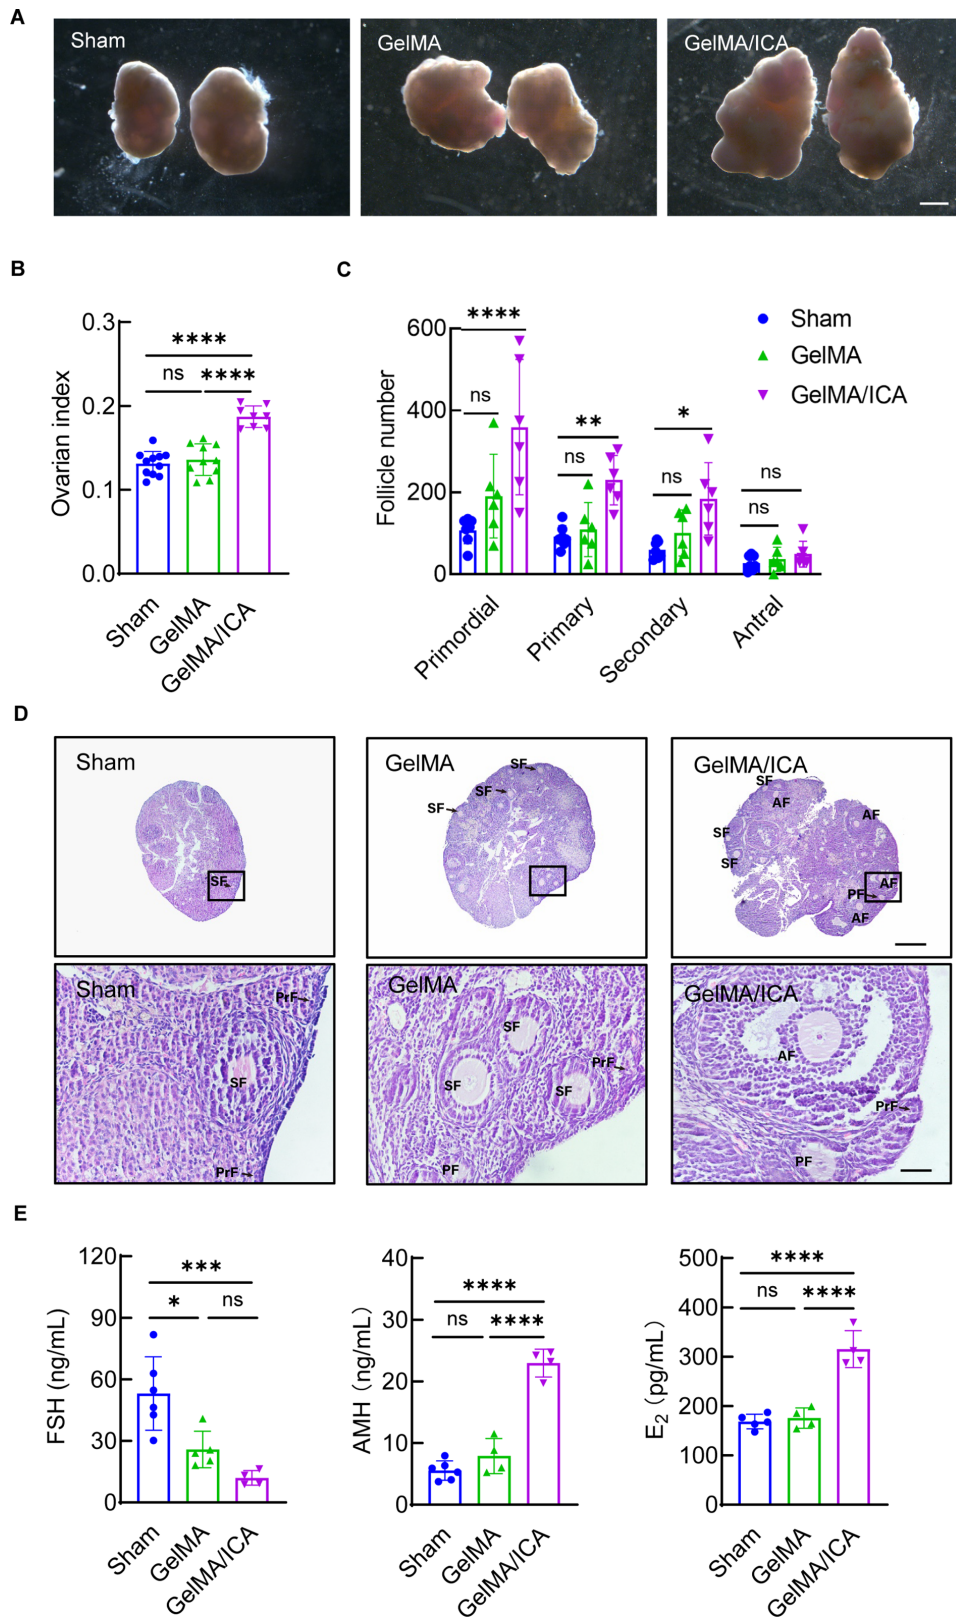 A
Sham
GelMA
GelMA/ICA
B
C
Ovarian index
0.3
0.2
0.1
0.0
****
ns
****
Sham
GelMA
GelMA/ICA
Follicle number
600
400
200
0
****
ns
**
ns
*
ns
ns
ns
Sham
GelMA
GelMA/ICA
Primordial
Primary
Secondary
Antral
D
Sham
SF
GelMA
SF
SF
SF
GelMA/ICA
SF
AF
AF
SF
SF
AF
PF
AF
Sham
PrF
SF
PrF
GelMA
SF
SF
SF
PrF
PF
GelMA/ICA
AF
PrF
PF
E
FSH (ng/mL)
120
90
60
30
0
***
*
ns
Sham
GelMA
GelMA/ICA
AMH (ng/mL)
40
30
20
10
0
****
ns
****
Sham
GelMA
GelMA/ICA
E₂ (pg/mL)
500
400
300
200
100
0
****
ns
****
Sham
GelMA
GelMA/ICA